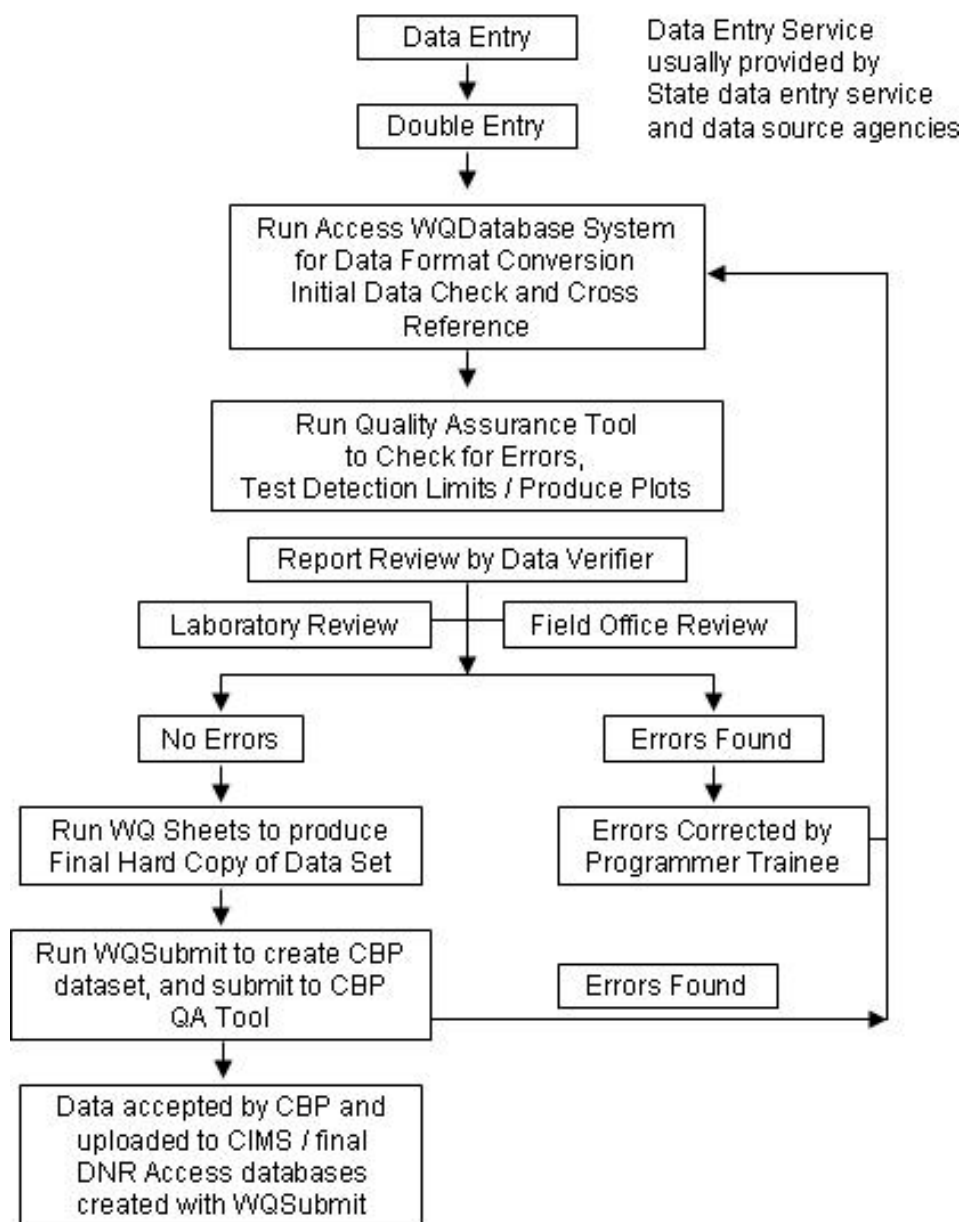 Data Entry
Data Entry Service
usually provided by
State data entry service
and data source agencies
Double Entry
Run Access WQDatabase System
for Data Format Conversion
Initial Data Check and Cross
Reference
Run Quality Assurance Tool
to Check for Errors,
Test Detection Limits / Produce Plots
Report Review by Data Verifier
Laboratory Review
Field Office Review
No Errors
Errors Found
Run WQ Sheets to produce
Final Hard Copy of Data Set
Errors Corrected by
Programmer Trainee
Run WQSubmit to create CBP
dataset, and submit to CBP
QA Tool
Errors Found
Data accepted by CBP and
uploaded to CIMS / final
DNR Access databases
created with WQSubmit